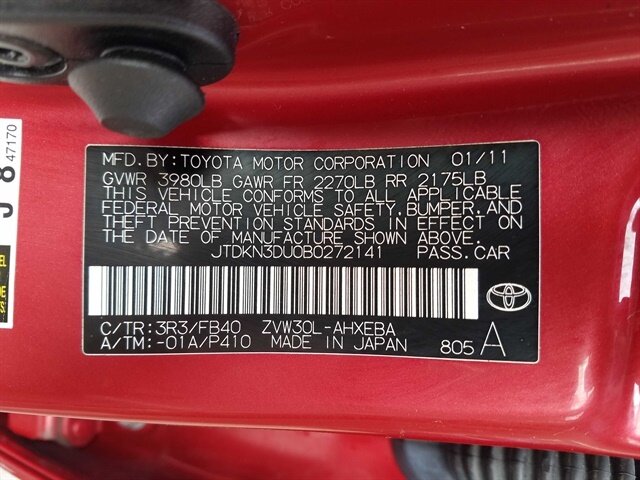 MFD.BY:TOYOTA MOTOR CORPORATION 01/11
GVWR 3980LB GAWR FR 2270LB RR 2175LB
THIS VEHICLE CONFORMS TO ALL APPLICABLE
FEDERAL MOTOR VEHICLE SAFETY,BUMPER,AND
THEFT PREVENTION STANDARDS IN EFFECT ON
THE DATE OF MANUFACTURE SHOWN ABOVE.
JTDKN3DU0B0272141 PASS.CAR
C/TR:3R3/FB40 ZVW30L-AHXEBA
A/TM:-01A/P410 MADE IN JAPAN 805 A
J 8 47170